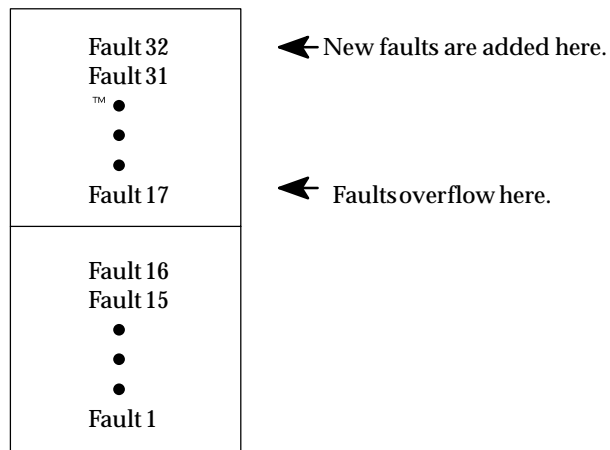 Fault 32
New faults are added here.
Fault 31
™
Fault 17
Faults overflow here.
Fault 16
Fault 15
Fault 1